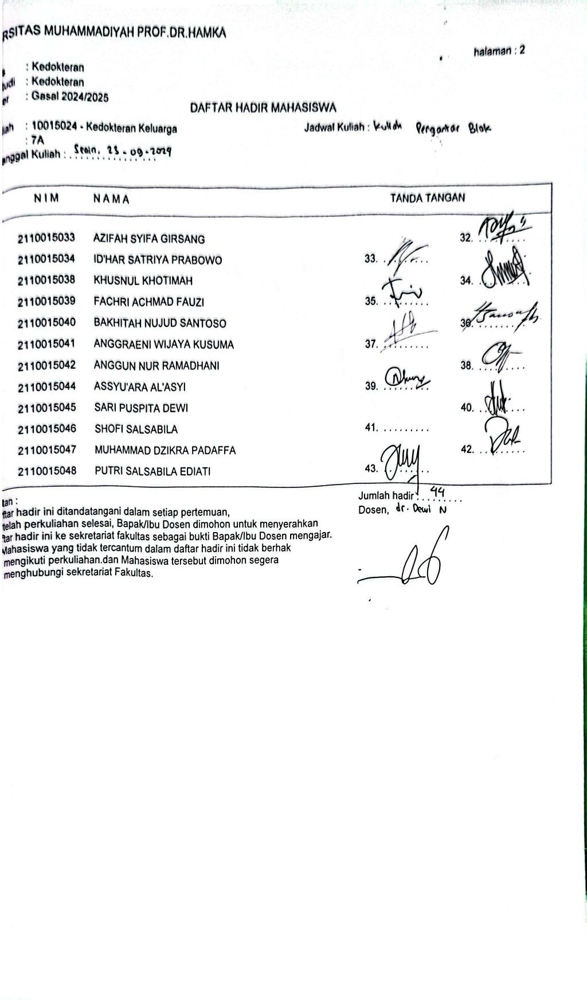 RSITAS MUHAMMADIYAH PROF.DR.HAMKA
halaman : 2
: Kedokteran
udi : Kedokteran
: Gasal 2024/2025
DAFTAR HADIR MAHASISWA
: 10015024 - Kedokteran Keluarga
Jadwal Kuliah : Kuliah Pengantar Blok
: 7A
anggal Kuliah : Senin, 23-09-2024
NIM NAMA TANDA TANGAN
2110015033 AZIFAH SYIFA GIRSANG 32.
2110015034 ID'HAR SATRIYA PRABOWO 33.
2110015038 KHUSNUL KHOTIMAH 34.
2110015039 FACHRI ACHMAD FAUZI 35.
2110015040 BAKHITAH NUJUD SANTOSO 36.
2110015041 ANGGRAENI WIJAYA KUSUMA 37.
2110015042 ANGGUN NUR RAMADHANI 38.
2110015044 ASSYU'ARA AL'ASYI 39.
2110015045 SARI PUSPITA DEWI 40.
2110015046 SHOFI SALSABILA 41. .........
2110015047 MUHAMMAD DZIKRA PADAFFA 42.
2110015048 PUTRI SALSABILA EDIATI 43.
tan :
Jumlah hadir : 44
ftar hadir ini ditandatangani dalam setiap pertemuan,
Dosen, dr. Dewi N
telah perkuliahan selesai, Bapak/Ibu Dosen dimohon untuk menyerahkan
ftar hadir ini ke sekretariat fakultas sebagai bukti Bapak/Ibu Dosen mengajar.
Mahasiswa yang tidak tercantum dalam daftar hadir ini tidak berhak
mengikuti perkuliahan.dan Mahasiswa tersebut dimohon segera
menghubungi sekretariat Fakultas.